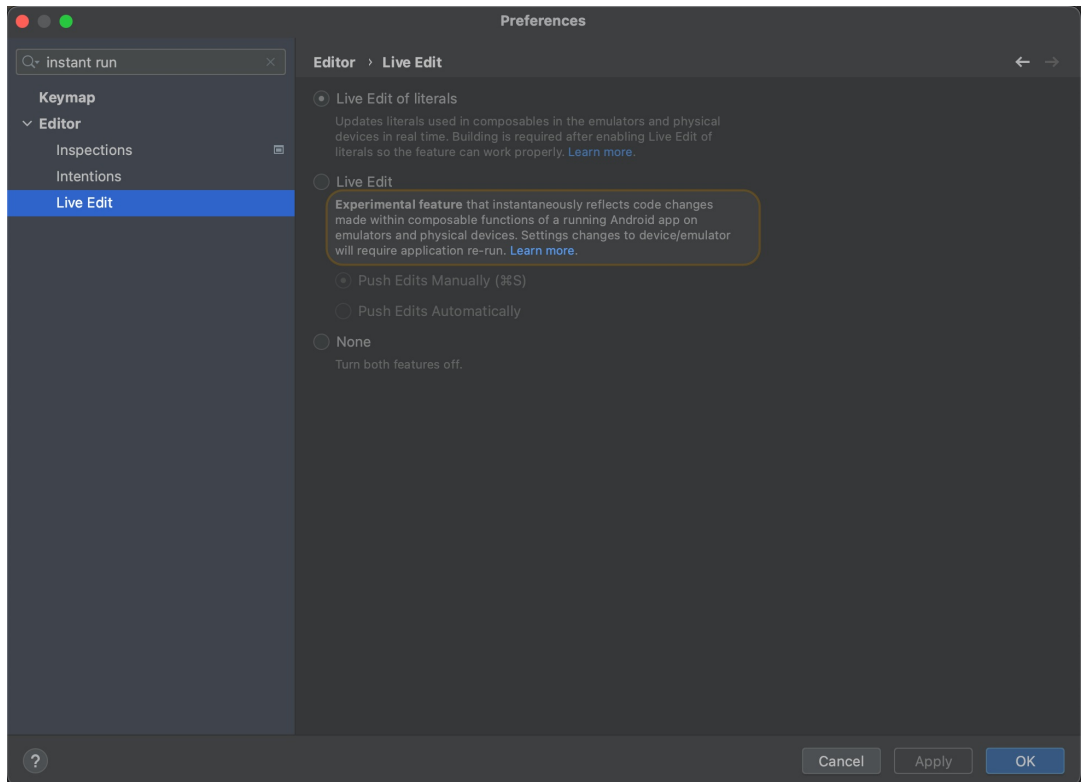 Preferences
instant run
Keymap
Editor
Inspections
Intentions
Live Edit
Editor › Live Edit
Live Edit of literals
Updates literals used in composables in the emulators and physical
devices in real time. Building is required after enabling Live Edit of
literals so the feature can work properly. Learn more.
Live Edit
Experimental feature that instantaneously reflects code changes
made within composable functions of a running Android app on
emulators and physical devices. Settings changes to device/emulator
will require application re-run. Learn more.
Push Edits Manually (⌘S)
Push Edits Automatically
None
Turn both features off.
?
Cancel
Apply
OK